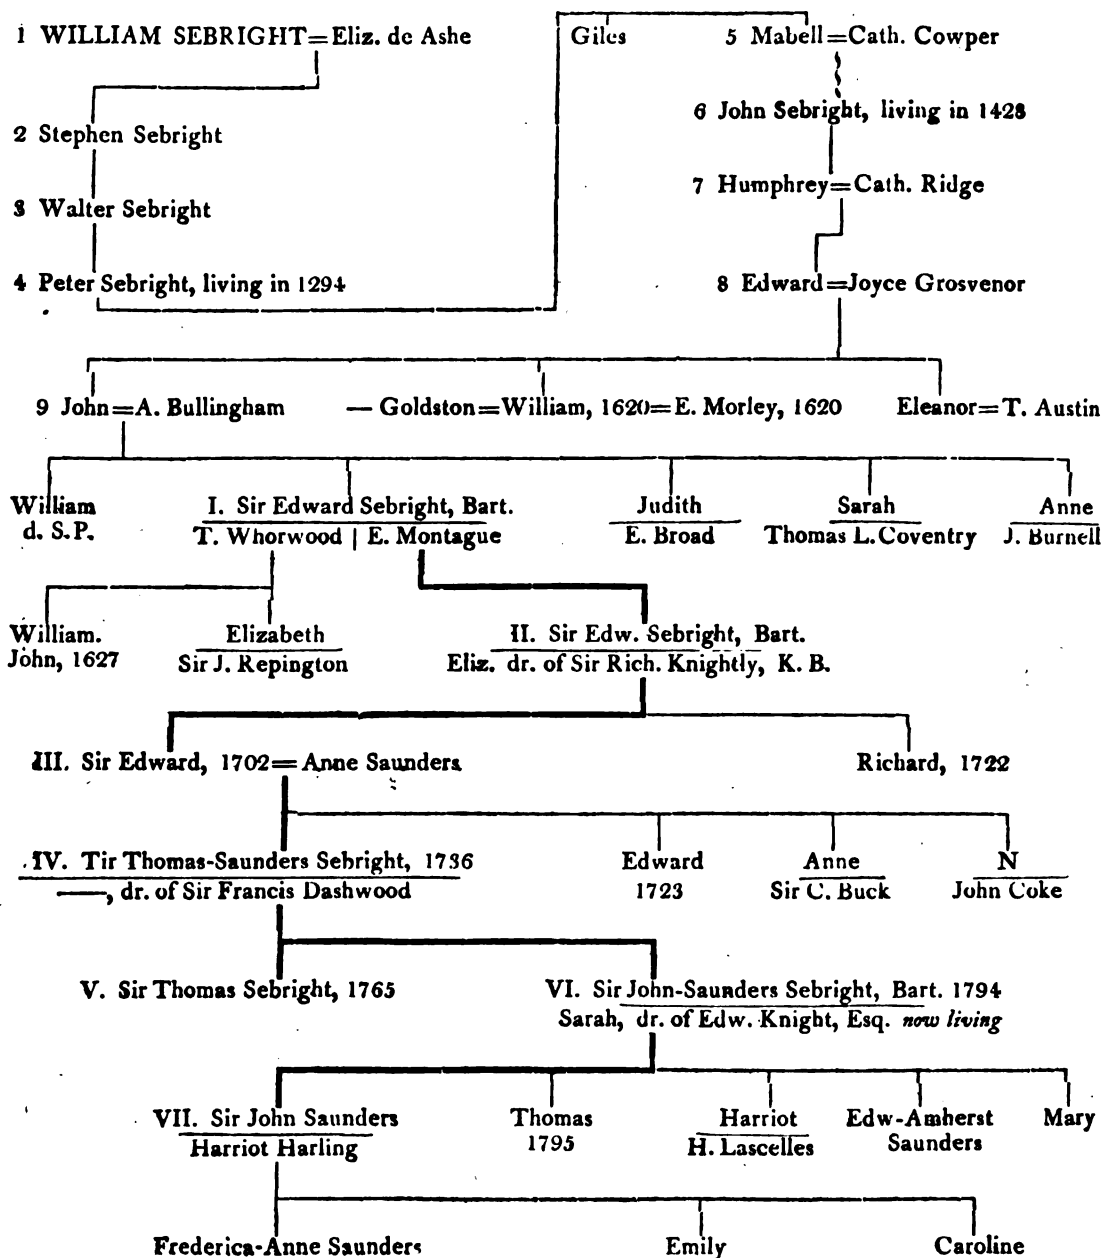 1 WILLIAM SEBRIGHT=Eliz. de Ashe
Giles
5 Mabell=Cath. Cowper
6 John Sebright, living in 1428
2 Stephen Sebright
7 Humphrey=Cath. Ridge
3 Walter Sebright
4 Peter Sebright, living in 1294
8 Edward=Joyce Grosvenor
9 John=A. Bullingham
— Goldston=William, 1620=E. Morley, 1620
Eleanor=T. Austin
William
d. S.P.
I. Sir Edward Sebright, Bart.
T. Whorwood | E. Montague
Judith
E. Broad
Sarah
Thomas L. Coventry
Anne
J. Burnell
William.
John, 1627
Elizabeth
Sir J. Repington
II. Sir Edw. Sebright, Bart.
Eliz. dr. of Sir Rich. Knightly, K. B.
III. Sir Edward, 1702=Anne Saunders
Richard, 1722
IV. Tir Thomas-Saunders Sebright, 1736
——, dr. of Sir Francis Dashwood
Edward
1723
Anne
Sir C. Buck
N
John Coke
V. Sir Thomas Sebright, 1765
VI. Sir John-Saunders Sebright, Bart. 1794
Sarah, dr. of Edw. Knight, Esq. now living
VII. Sir John Saunders
Harriot Harling
Thomas
1795
Harriot
H. Lascelles
Edw-Amherst
Saunders
Mary
Frederica-Anne Saunders
Emily
Caroline